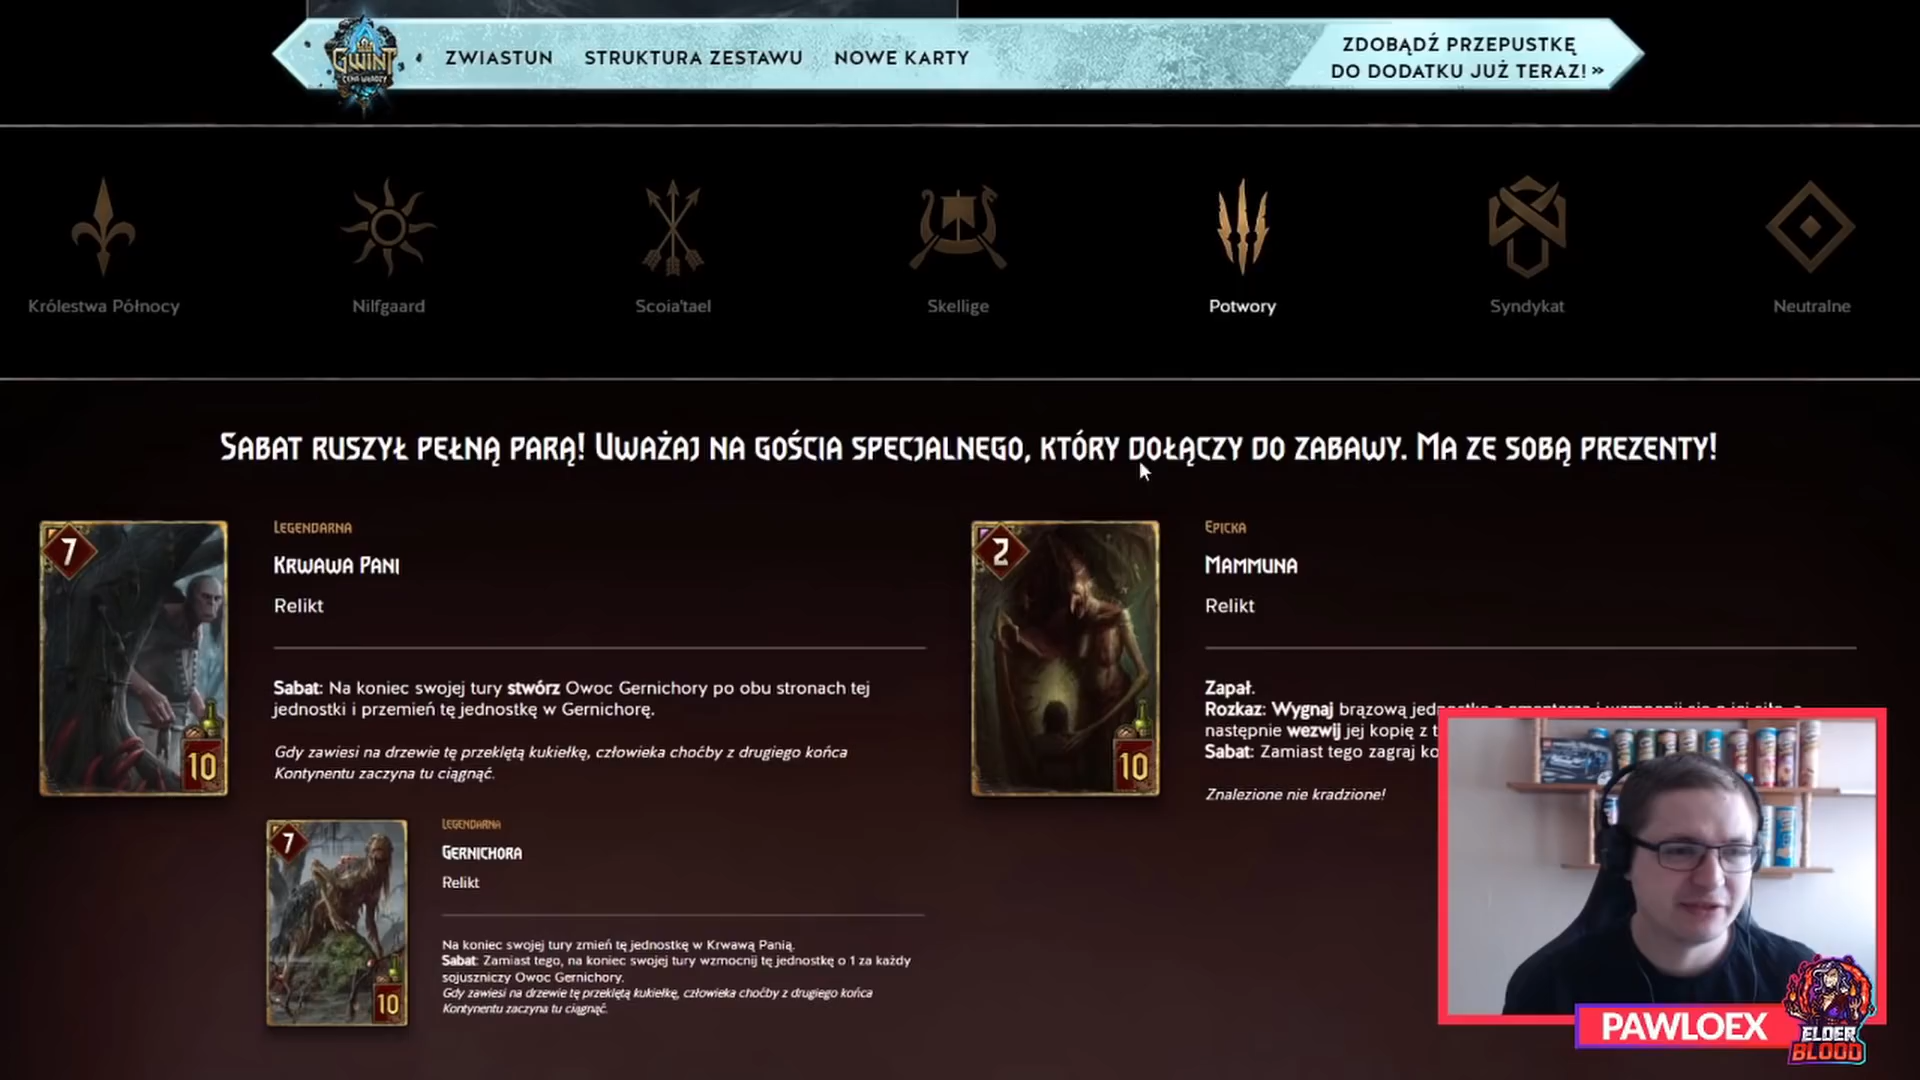 GWINT
CENA WŁADZY
ZWIASTUN
STRUKTURA ZESTAWU
NOWE KARTY
ZDOBĄDŹ PRZEPUSTKĘ
DO DODATKU JUŻ TERAZ! »
Królestwa Północy
Nilfgaard
Scoia'tael
Skellige
Potwory
Syndykat
Neutralne
Sabat ruszył pełną parą! Uważaj na gościa specjalnego, który dołączy do zabawy. Ma ze sobą prezenty!
7
10
Legendarna
Krwawa Pani
Relikt
Sabat: Na koniec swojej tury stwórz Owoc Gernichory po obu stronach tej
jednostki i przemień tę jednostkę w Gernichorę.
Gdy zawiesi na drzewie tę przeklętą kukiełkę, człowieka choćby z drugiego końca
Kontynentu zaczyna tu ciągnąć.
7
10
Legendarna
Gernichora
Relikt
Na koniec swojej tury zmień tę jednostkę w Krwawą Panią.
Sabat: Zamiast tego, na koniec swojej tury wzmocnij tę jednostkę o 1 za każdy
sojuszniczy Owoc Gernichory.
Gdy zawiesi na drzewie tę przeklętą kukiełkę, człowieka choćby z drugiego końca
Kontynentu zaczyna tu ciągnąć.
2
10
Epicka
Mammuna
Relikt
Zapał.
Rozkaz: Wygnaj brązową
następnie wezwij jej kopię z
Sabat: Zamiast tego zagraj
Znalezione nie kradzione!
PAWLOEX
ELDER
BLOOD